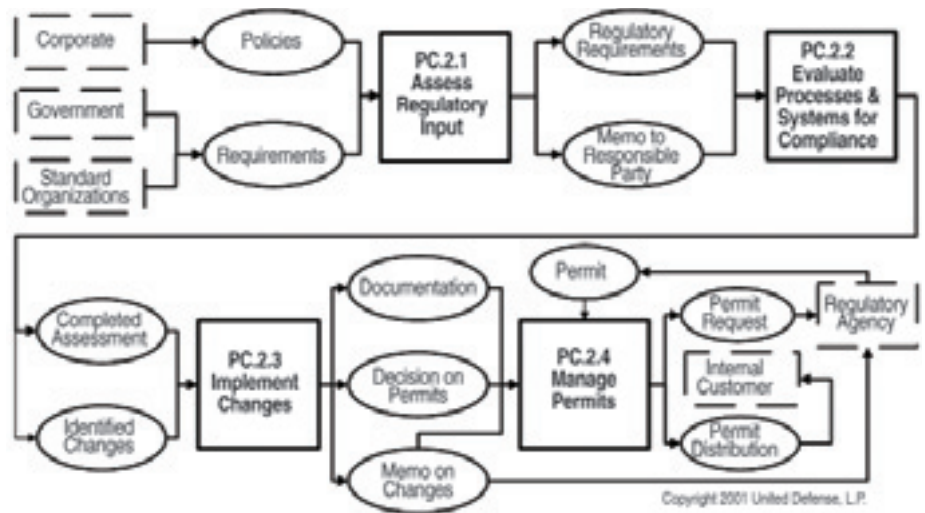 Corporate
Policies
Government
Requirements
Standard
Organizations
PC.2.1
Assess
Regulatory
Input
Regulatory
Requirements
Memo to
Responsible
Party
PC.2.2
Evaluate
Processes &
Systems for
Compliance
Completed
Assessment
Identified
Changes
PC.2.3
Implement
Changes
Documentation
Decision on
Permits
Memo on
Changes
Permit
PC.2.4
Manage
Permits
Permit
Request
Regulatory
Agency
Internal
Customer
Permit
Distribution
Copyright 2001 United Defense, L.P.